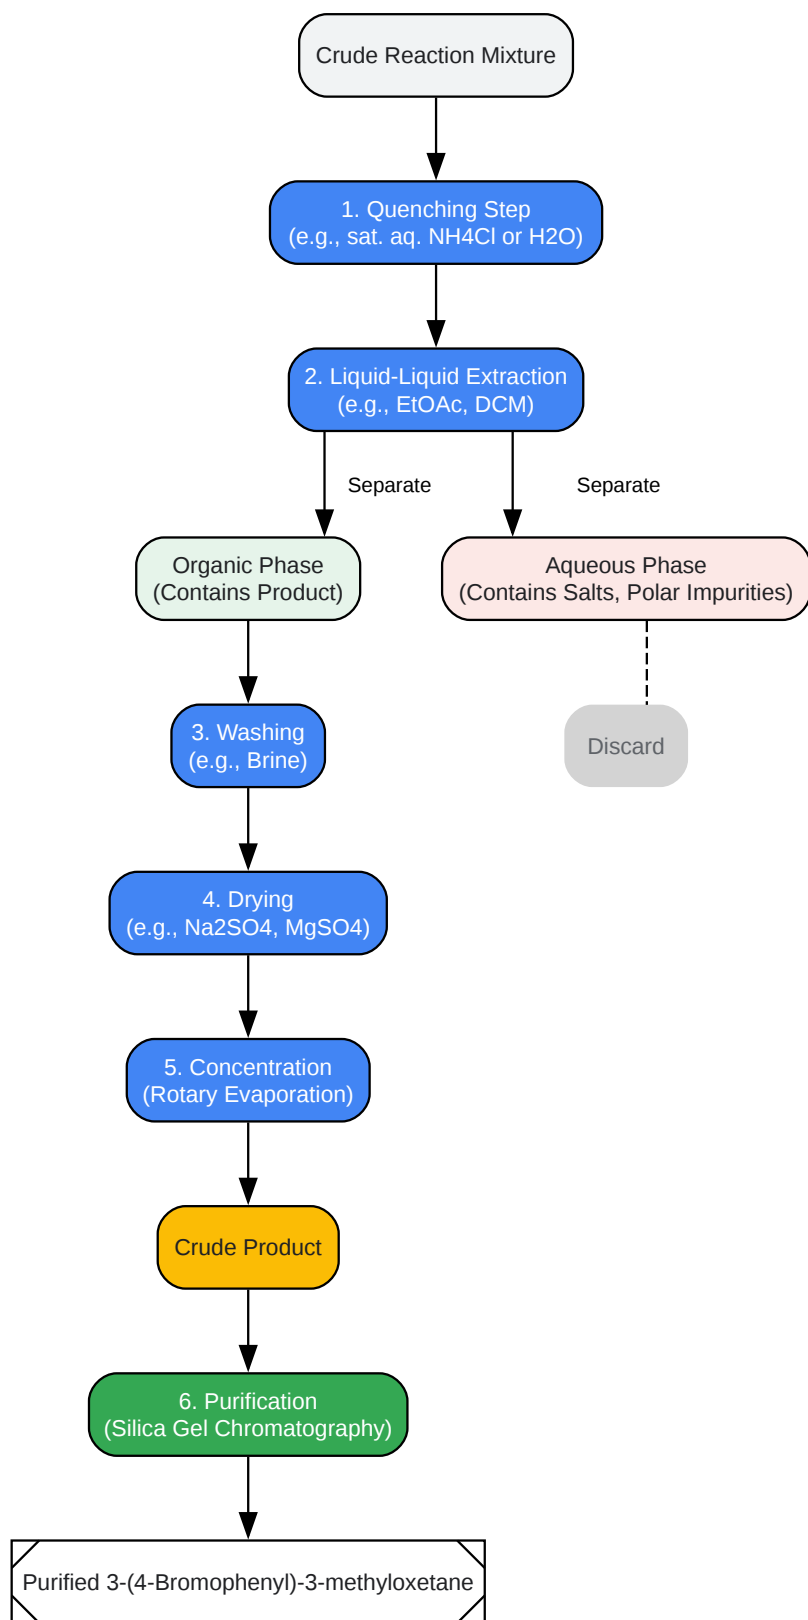 Crude Reaction Mixture
1. Quenching Step
(e.g., sat. aq. NH4Cl or H2O)
2. Liquid-Liquid Extraction
(e.g., EtOAc, DCM)
Separate
Separate
Organic Phase
(Contains Product)
Aqueous Phase
(Contains Salts, Polar Impurities)
3. Washing
(e.g., Brine)
Discard
4. Drying
(e.g., Na2SO4, MgSO4)
5. Concentration
(Rotary Evaporation)
Crude Product
6. Purification
(Silica Gel Chromatography)
Purified 3-(4-Bromophenyl)-3-methyloxetane